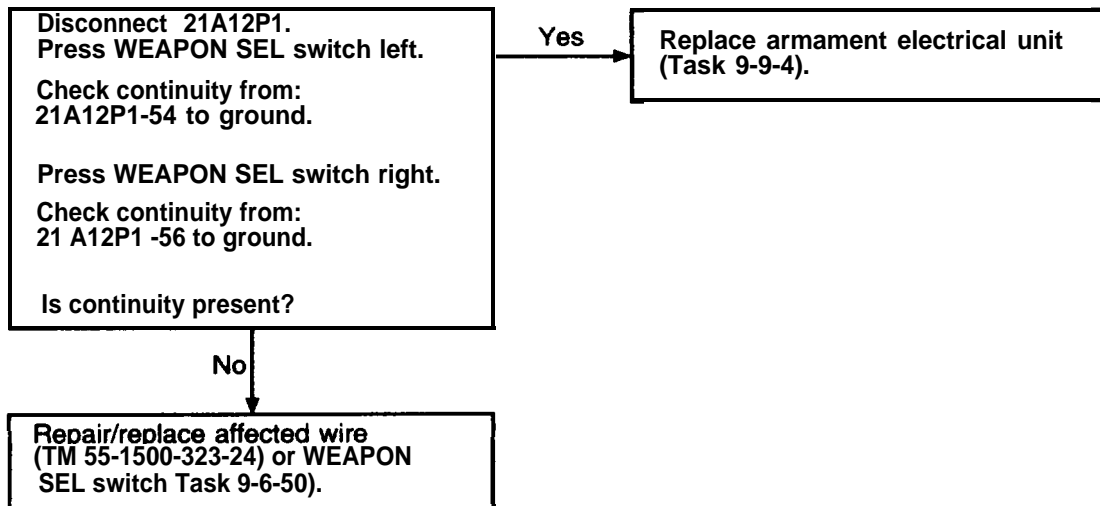 Disconnect 21A12P1.
Press WEAPON SEL switch left.
Check continuity from:
21A12P1-54 to ground.
Press WEAPON SEL switch right.
Check continuity from:
21 A12P1 -56 to ground.
Is continuity present?
Yes
Replace armament electrical unit
(Task 9-9-4).
No
Repair/replace affected wire
(TM 55-1500-323-24) or WEAPON
SEL switch Task 9-6-50).